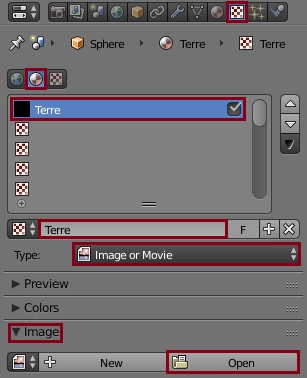 Sphere Terre Terre
Terre
Terre F
Type: Image or Movie
Preview
Colors
Image
New Open